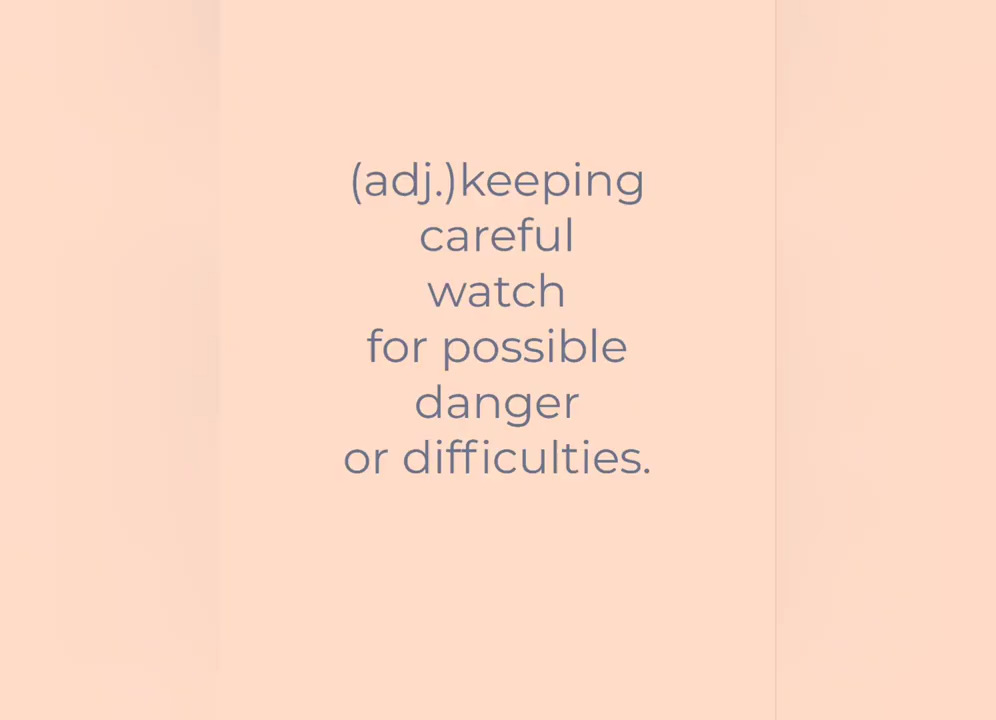 (adj.)keeping
careful
watch
for possible
danger
or difficulties.